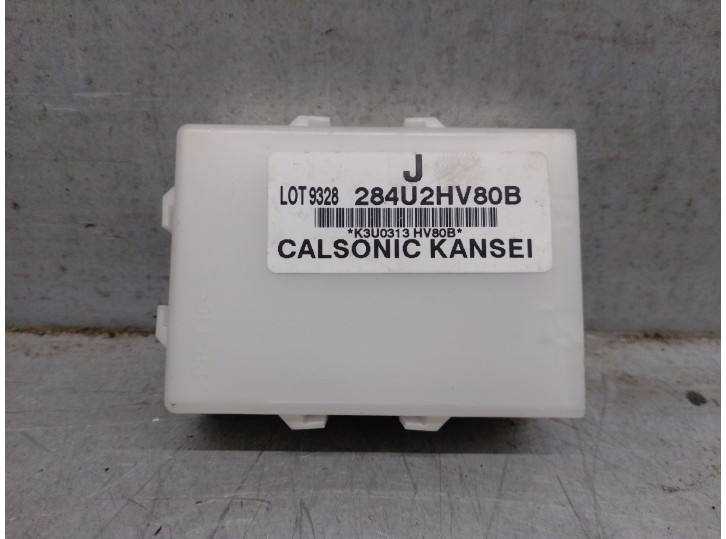 J
LOT 9328 284U2HV80B
*K3U0313 HV80B*
CALSONIC KANSEI